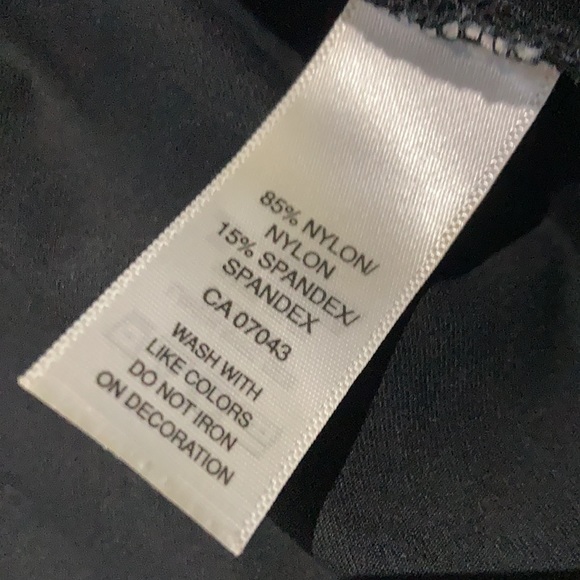 85% NYLON/
NYLON
15% SPANDEX/
SPANDEX
CA 07043
WASH WITH
LIKE COLORS
DO NOT IRON
ON DECORATION